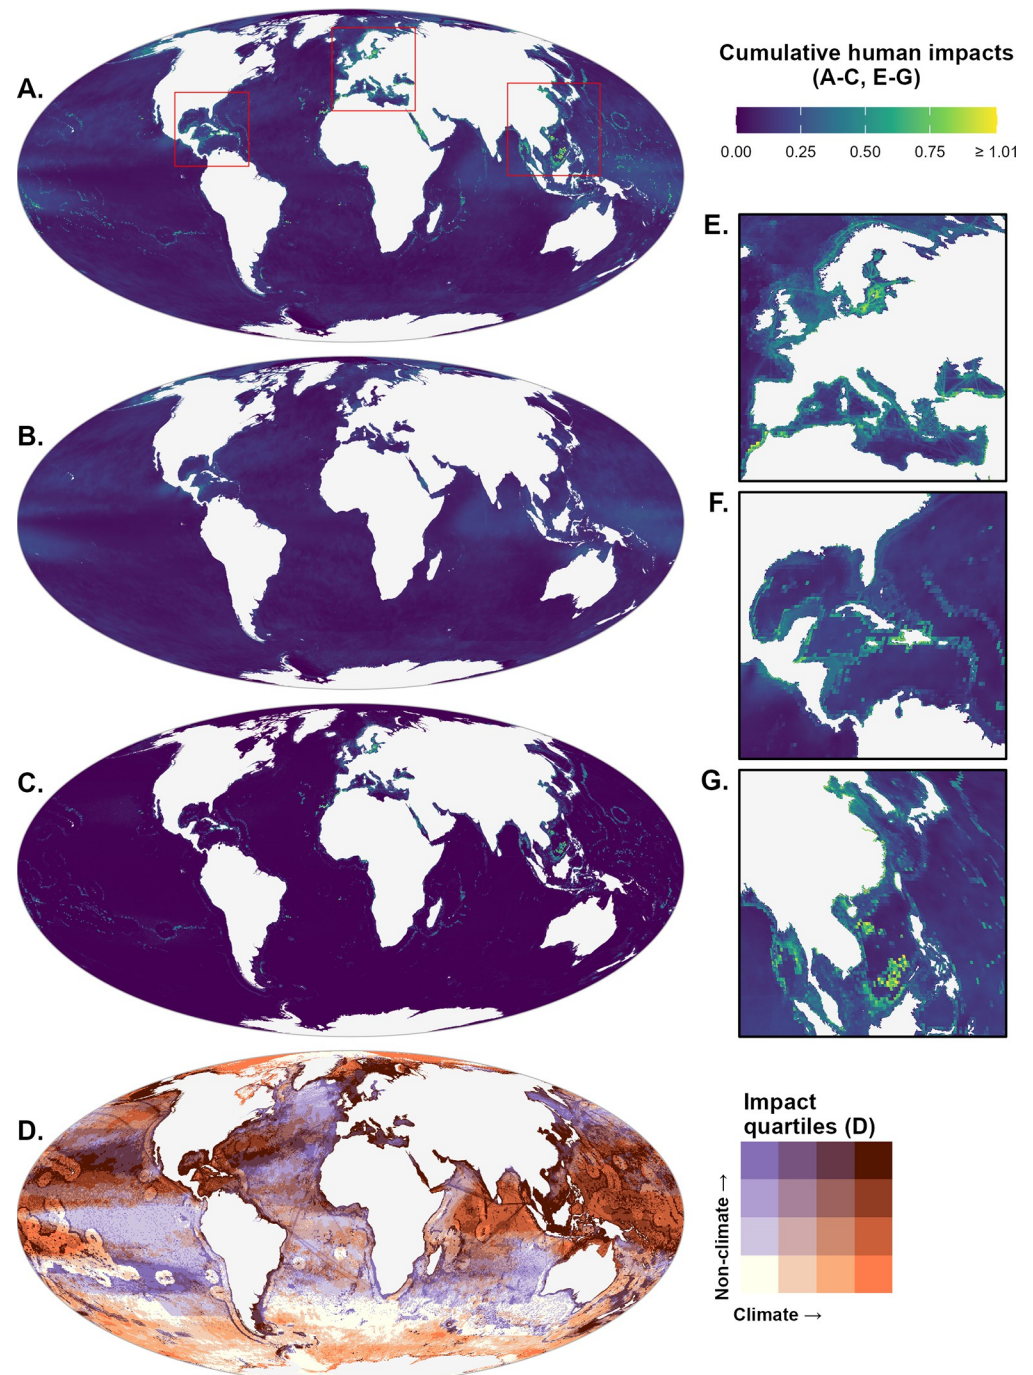 A.
Cumulative human impacts
(A-C, E-G)
0.00 0.25 0.50 0.75 ≥ 1.01
E.
B.
F.
C.
G.
D.
Impact
quartiles (D)
Non-climate →
Climate →